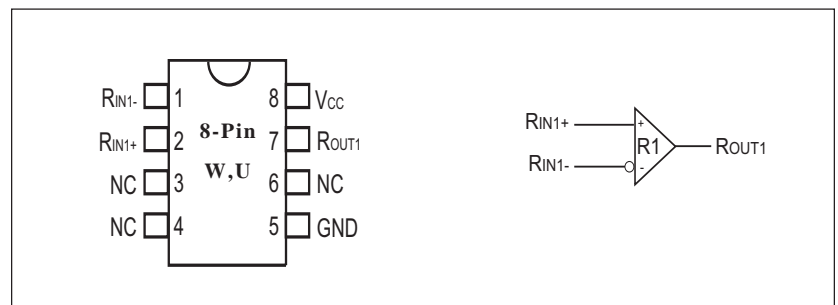 RIN1- 1 8 VCC
RIN1+ 2 8-Pin 7 ROUT1
W,U
NC 3 6 NC
NC 4 5 GND
RIN1+ + R1 ROUT1
RIN1- -